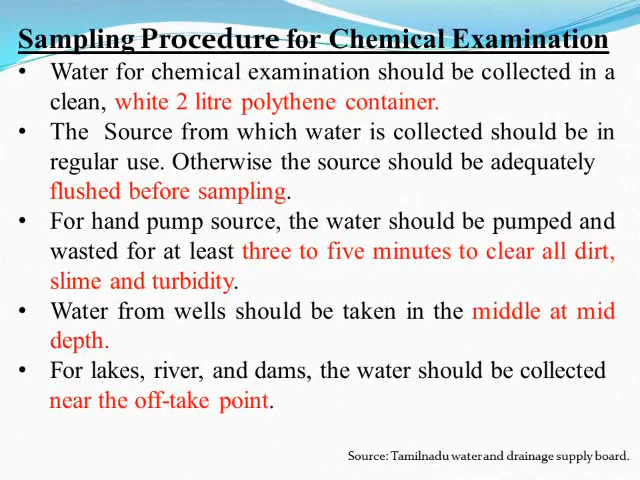 Sampling Procedure for Chemical Examination
• Water for chemical examination should be collected in a
clean, white 2 litre polythene container.
• The Source from which water is collected should be in
regular use. Otherwise the source should be adequately
flushed before sampling.
• For hand pump source, the water should be pumped and
wasted for at least three to five minutes to clear all dirt,
slime and turbidity.
• Water from wells should be taken in the middle at mid
depth.
• For lakes, river, and dams, the water should be collected
near the off-take point.
Source: Tamilnadu water and drainage supply board.